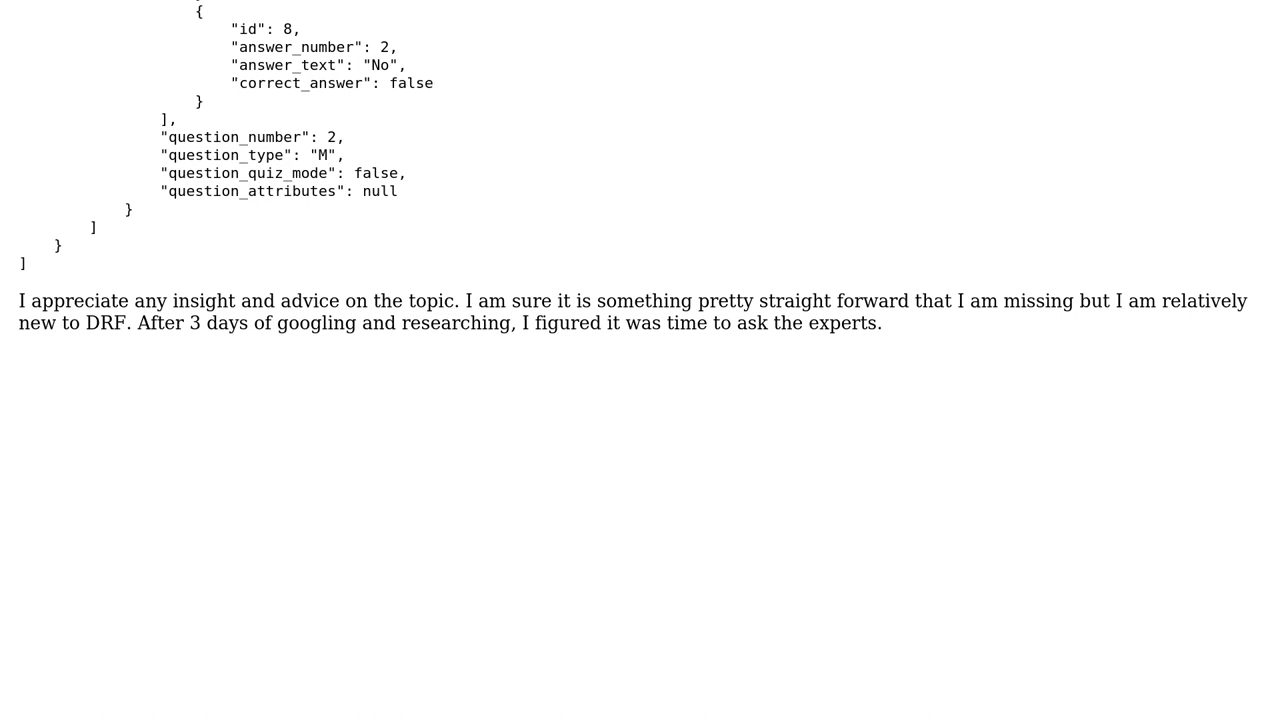 {
"id": 8,
"answer_number": 2,
"answer_text": "No",
"correct_answer": false
}
],
"question_number": 2,
"question_type": "M",
"question_quiz_mode": false,
"question_attributes": null
}
]
}
]
I appreciate any insight and advice on the topic. I am sure it is something pretty straight forward that I am missing but I am relatively
new to DRF. After 3 days of googling and researching, I figured it was time to ask the experts.